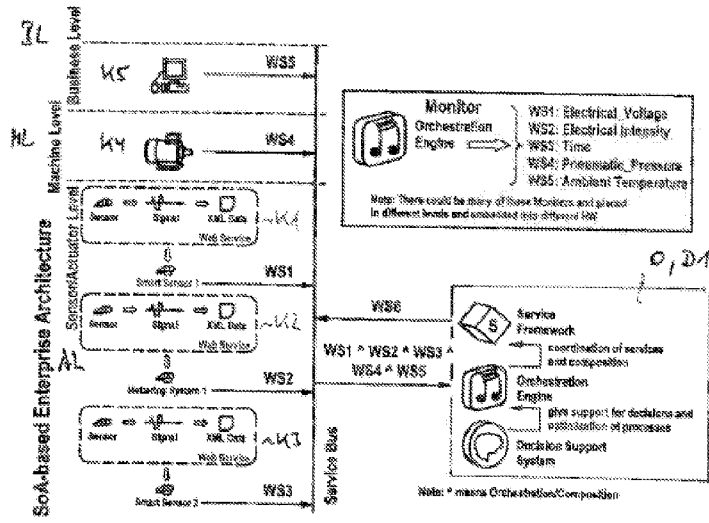 BL
Business Level
K5
WS5
ML
Machine Level
K4
WS4
Monitor
Orchestration
Engine
WS1: Electrical_Voltage
WS2: Electrical Intensity
WS3: Time
WS4: Pneumatic_Pressure
WS5: Ambient Temperature
Note: There could be many of these Monitors and placed
in different levels and embedded into different HW
SoA-based Enterprise Architecture
Sensor/Actuator Level
AL
Sensor
Signal
XML Data
Web Service
~K1
Smart Sensor 1
WS1
Sensor
Signal
XML Data
Web Service
~K2
Metering System 1
WS2
Sensor
Signal
XML Data
Web Service
~K3
Smart Sensor 2
WS3
Service Bus
WS6
WS1 * WS2 * WS3 *
WS4 * WS5
O, D1
S
Service
Framework
coordination of services
and composition
Orchestration
Engine
give support for decisions and
optimization of processes
Decision Support
System
Note: * means Orchestration/Composition